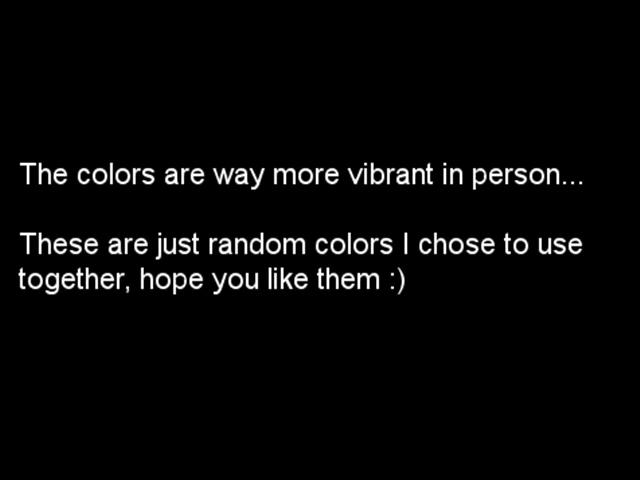 The colors are way more vibrant in person...
These are just random colors I chose to use
together, hope you like them :)